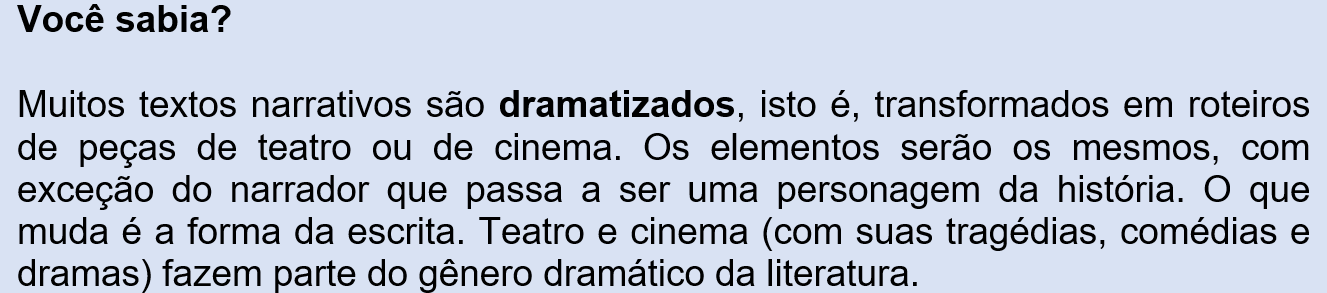 Você sabia?
Muitos textos narrativos são dramatizados, isto é, transformados em roteiros
de peças de teatro ou de cinema. Os elementos serão os mesmos, com
exceção do narrador que passa a ser uma personagem da história. O que
muda é a forma da escrita. Teatro e cinema (com suas tragédias, comédias e
dramas) fazem parte do gênero dramático da literatura.